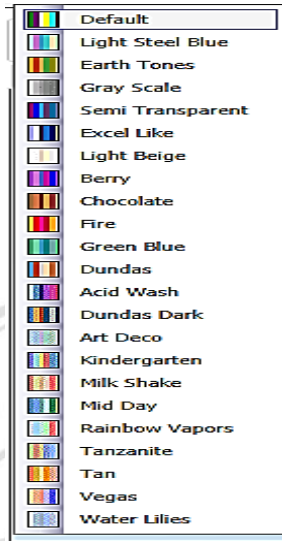 Default
Light Steel Blue
Earth Tones
Gray Scale
Semi Transparent
Excel Like
Light Beige
Berry
Chocolate
Fire
Green Blue
Dundas
Acid Wash
Dundas Dark
Art Deco
Kindergarten
Milk Shake
Mid Day
Rainbow Vapors
Tanzanite
Tan
Vegas
Water Lilies